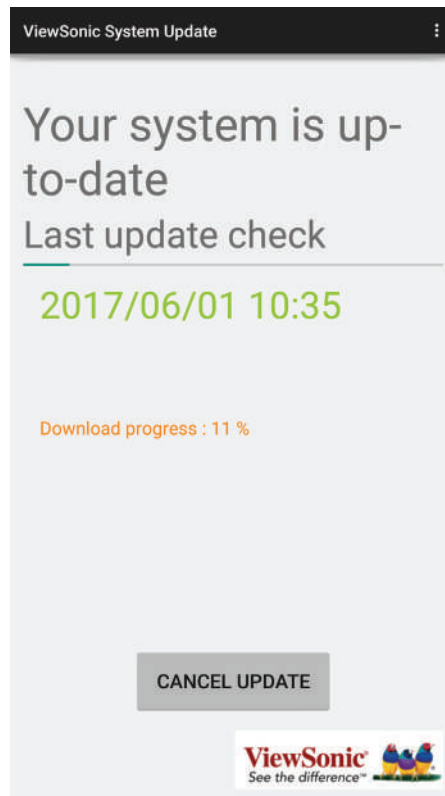 ViewSonic System Update
Your system is up-
to-date
Last update check
2017/06/01 10:35
Download progress : 11 %
CANCEL UPDATE
ViewSonic®
See the difference™